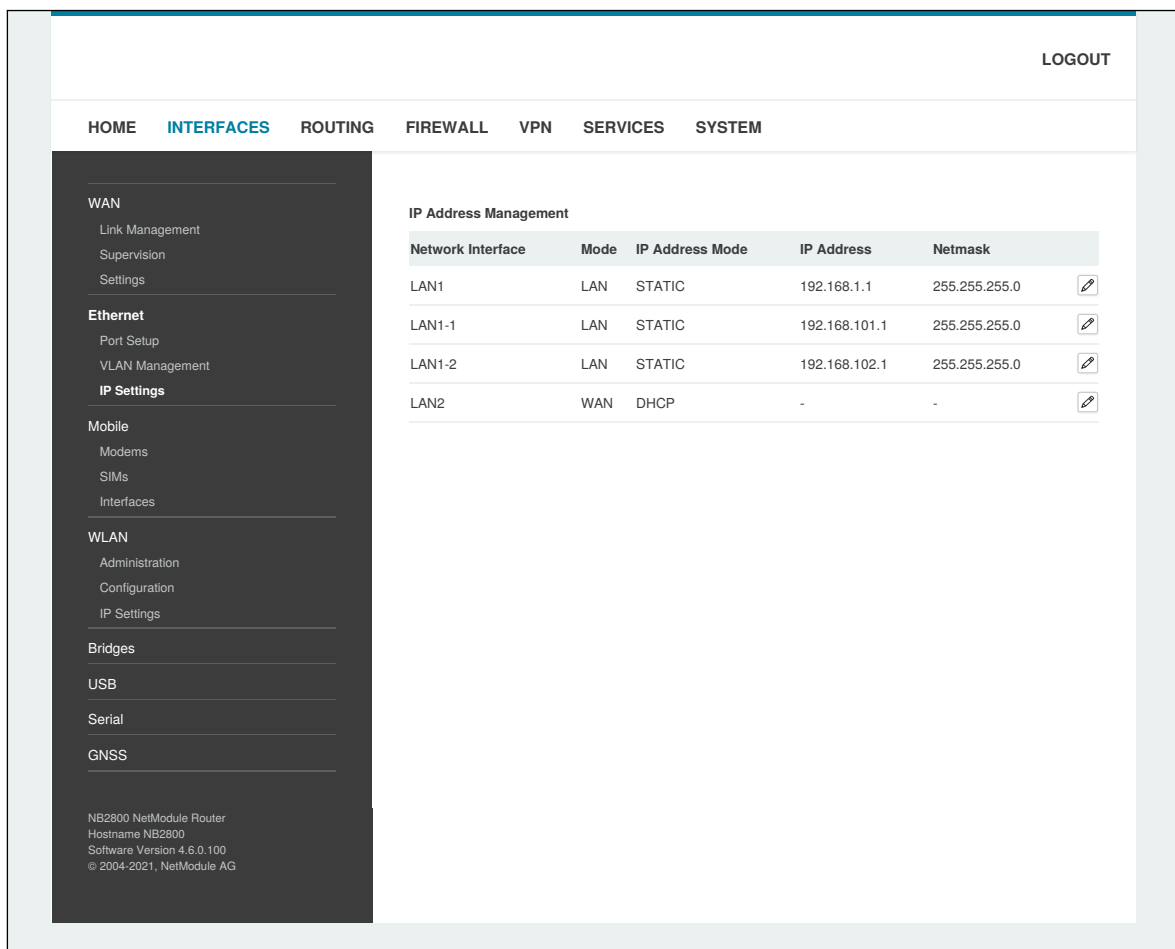 LOGOUT
HOME INTERFACES ROUTING FIREWALL VPN SERVICES SYSTEM
WAN
Link Management
Supervision
Settings
Ethernet
Port Setup
VLAN Management
IP Settings
Mobile
Modems
SIMs
Interfaces
WLAN
Administration
Configuration
IP Settings
Bridges
USB
Serial
GNSS
NB2800 NetModule Router
Hostname NB2800
Software Version 4.6.0.100
© 2004-2021, NetModule AG
IP Address Management
Network Interface Mode IP Address Mode IP Address Netmask
LAN1 LAN STATIC 192.168.1.1 255.255.255.0
LAN1-1 LAN STATIC 192.168.101.1 255.255.255.0
LAN1-2 LAN STATIC 192.168.102.1 255.255.255.0
LAN2 WAN DHCP - -